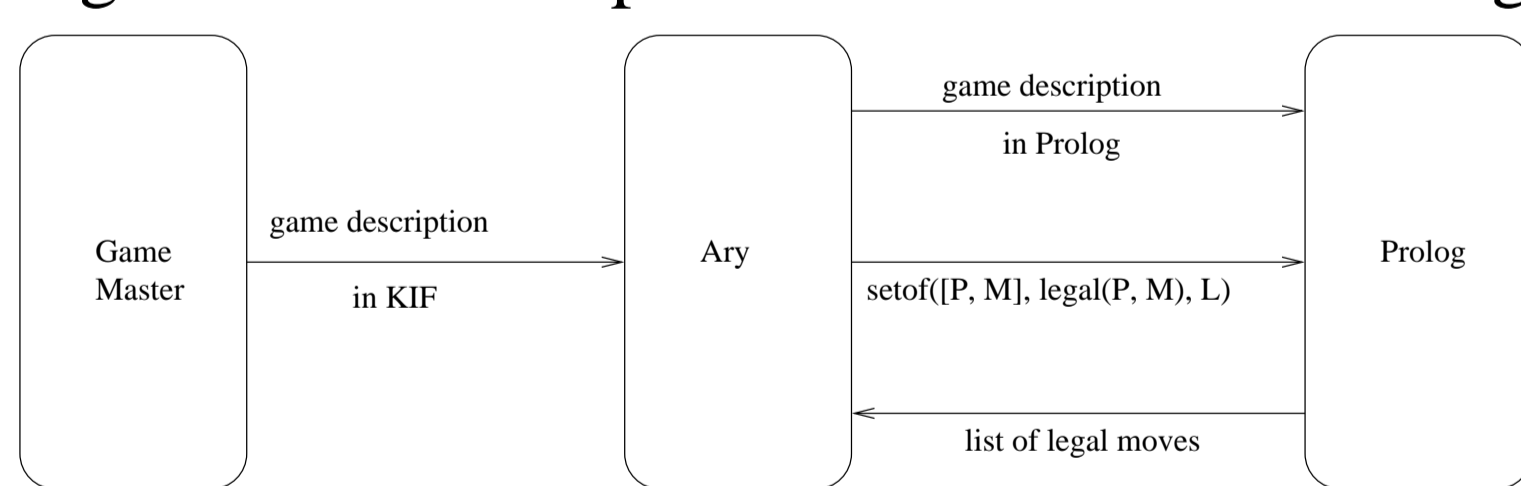 Game
Master
game description
in KIF
Ary
game description
in Prolog
setof([P, M], legal(P, M), L)
list of legal moves
Prolog